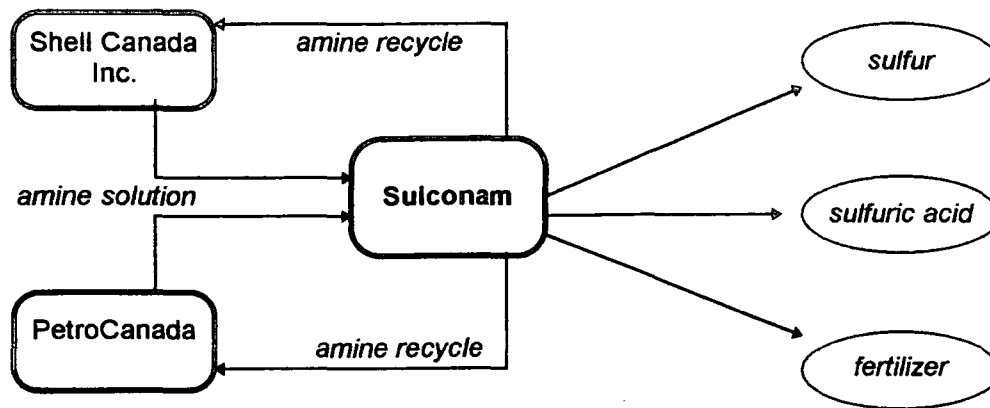 Shell Canada
Inc.
amine recycle
sulfur
amine solution
Sulconam
sulfuric acid
PetroCanada
amine recycle
fertilizer